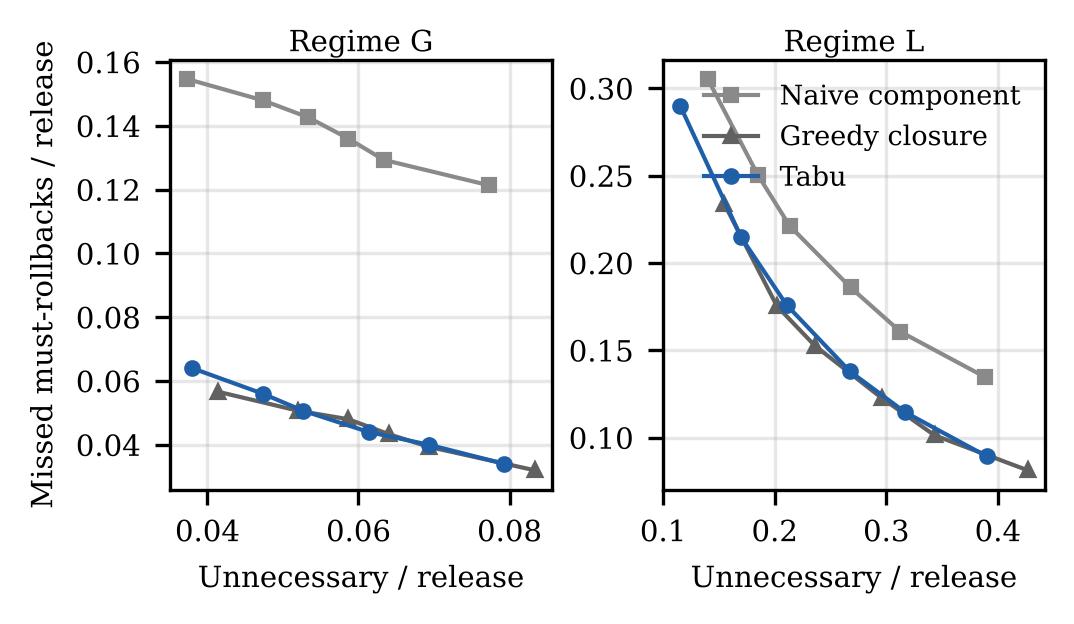 Regime G
Regime L
Missed must-rollbacks / release
0.16
0.14
0.12
0.10
0.08
0.06
0.04
0.04 0.06 0.08
Unnecessary / release
0.30
0.25
0.20
0.15
0.10
Naive component
Greedy closure
Tabu
0.1 0.2 0.3 0.4
Unnecessary / release